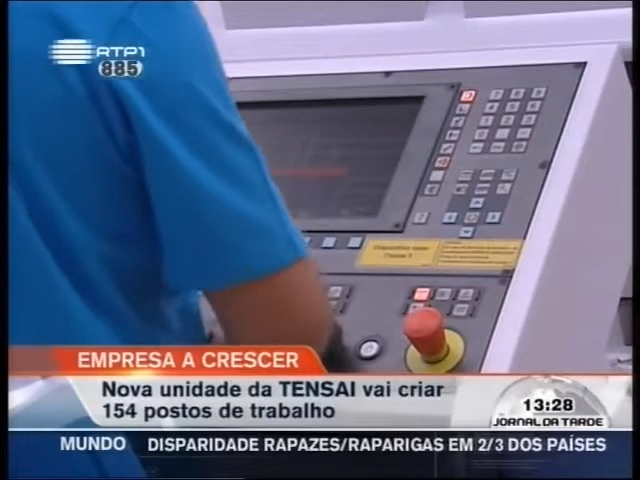 RTP1
885
EMPRESA A CRESCER
Nova unidade da TENSAI vai criar
154 postos de trabalho
13:28
JORNAL DA TARDE
MUNDO DISPARIDADE RAPAZES/RAPARIGAS EM 2/3 DOS PAÍSES